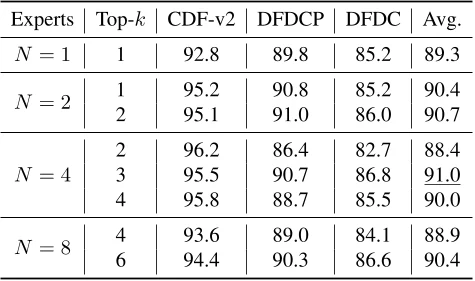 Experts Top-k CDF-v2 DFDCP DFDC Avg.
N = 1 1 92.8 89.8 85.2 89.3
N = 2 1 95.2 90.8 85.2 90.4
2 95.1 91.0 86.0 90.7
N = 4 2 96.2 86.4 82.7 88.4
3 95.5 90.7 86.8 91.0
4 95.8 88.7 85.5 90.0
N = 8 4 93.6 89.0 84.1 88.9
6 94.4 90.3 86.6 90.4